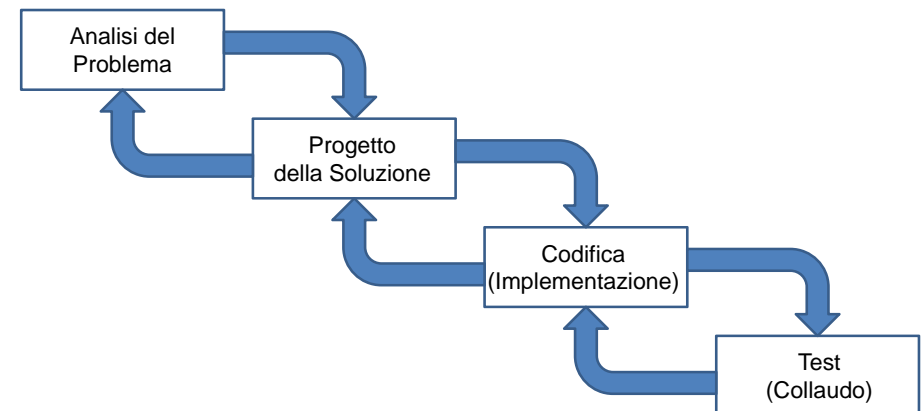 Analisi del
Problema
Progetto
della Soluzione
Codifica
(Implementazione)
Test
(Collaudo)